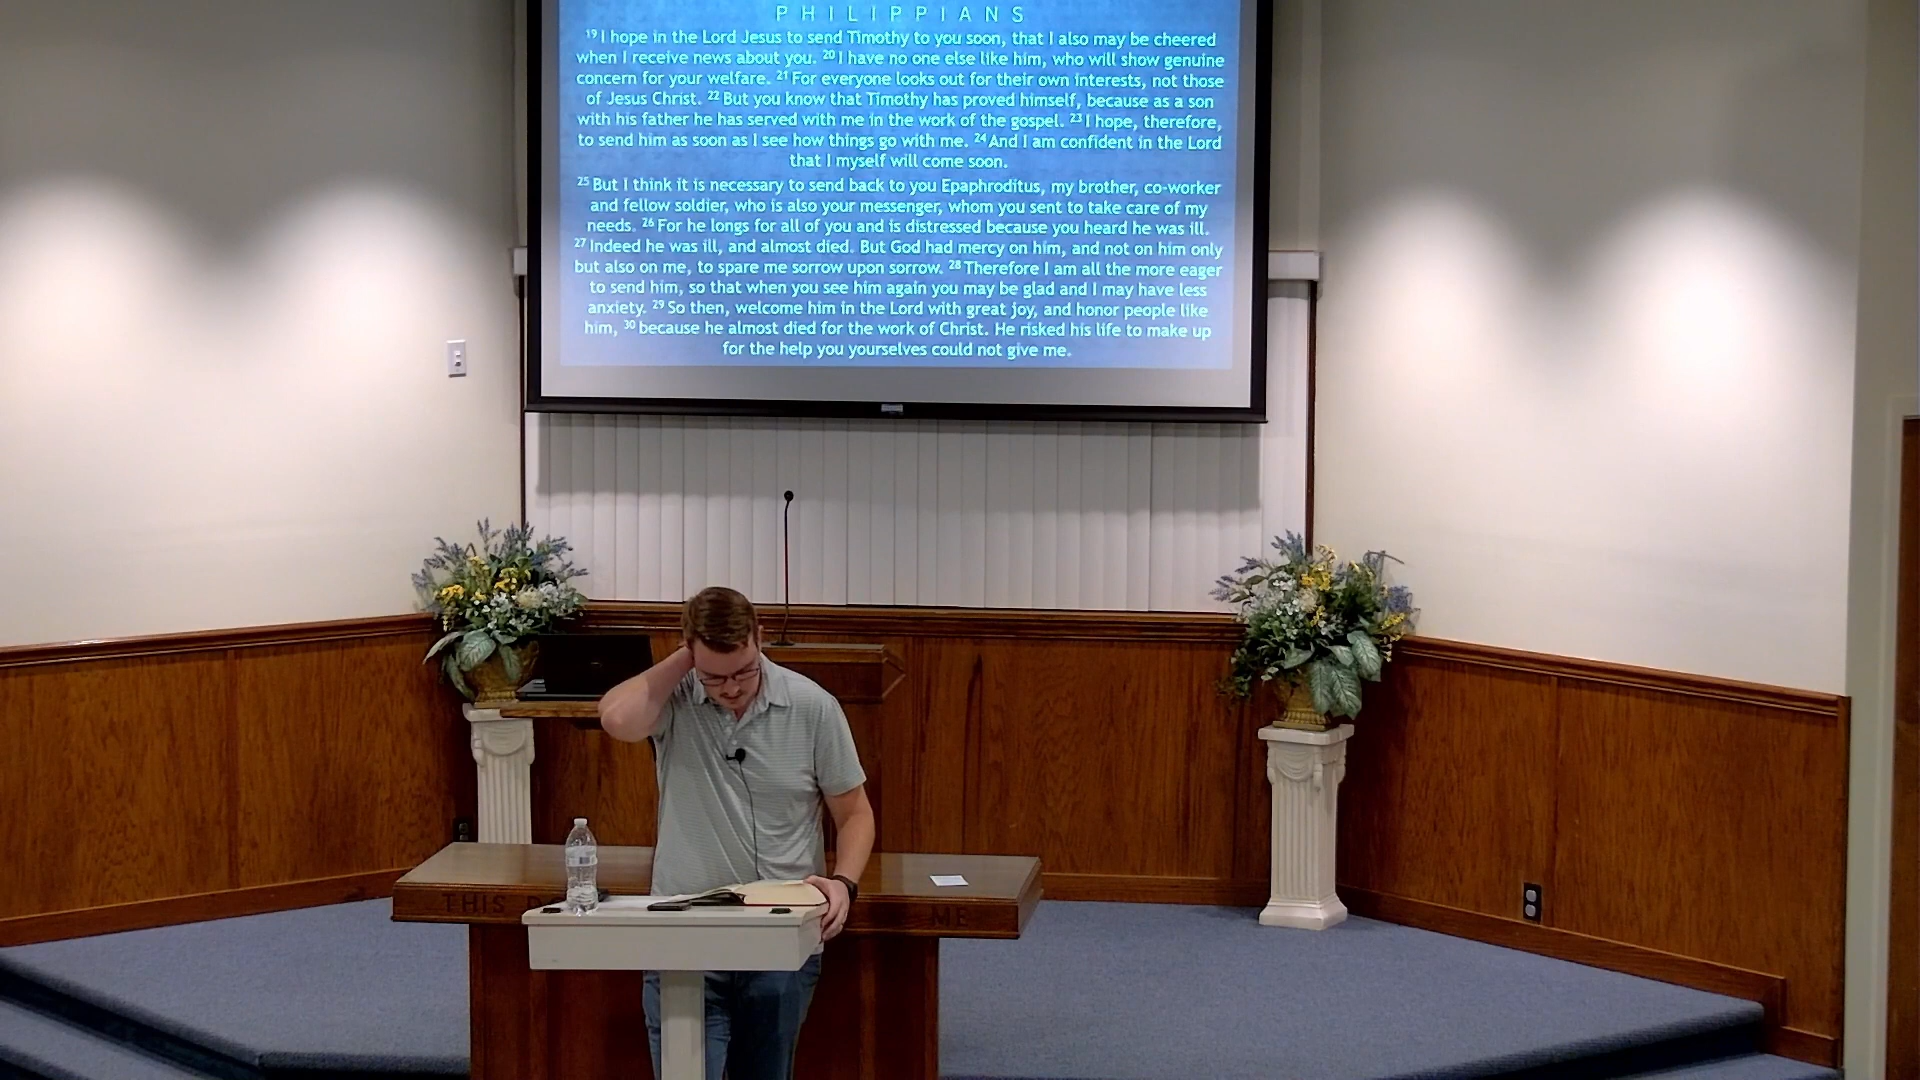 PHILIPPIANS
19 I hope in the Lord Jesus to send Timothy to you soon, that I also may be cheered
when I receive news about you. 20 I have no one else like him, who will show genuine
concern for your welfare. 21 For everyone looks out for their own interests, not those
of Jesus Christ. 22 But you know that Timothy has proved himself, because as a son
with his father he has served with me in the work of the gospel. 23 I hope, therefore,
to send him as soon as I see how things go with me. 24 And I am confident in the Lord
that I myself will come soon.
25 But I think it is necessary to send back to you Epaphroditus, my brother, co-worker
and fellow soldier, who is also your messenger, whom you sent to take care of my
needs. 26 For he longs for all of you and is distressed because you heard he was ill.
27 Indeed he was ill, and almost died. But God had mercy on him, and not on him only
but also on me, to spare me sorrow upon sorrow. 28 Therefore I am all the more eager
to send him, so that when you see him again you may be glad and I may have less
anxiety. 29 So then, welcome him in the Lord with great joy, and honor people like
him, 30 because he almost died for the work of Christ. He risked his life to make up
for the help you yourselves could not give me.
THIS D ME